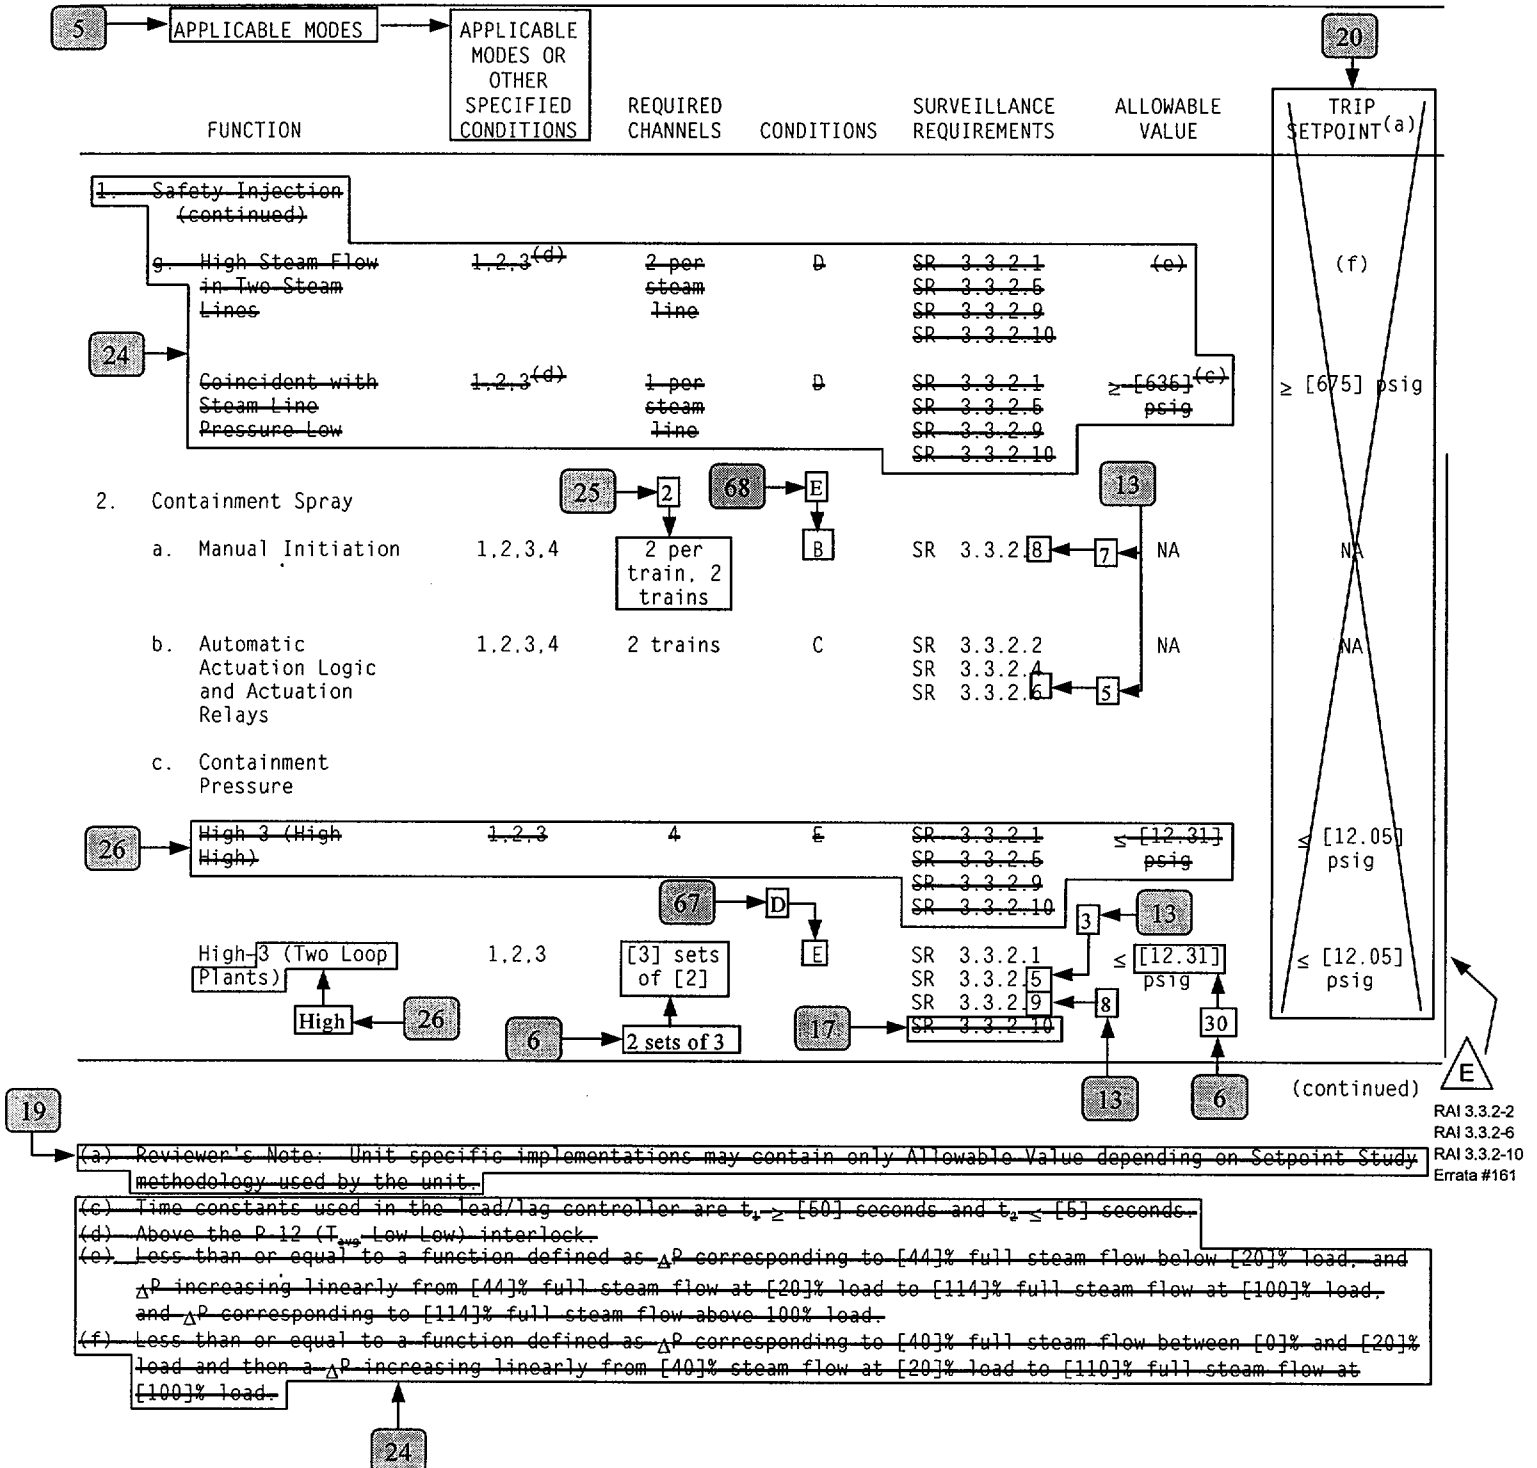 5 APPLICABLE MODES APPLICABLE MODES OR OTHER SPECIFIED CONDITIONS 20
FUNCTION REQUIRED CHANNELS CONDITIONS SURVEILLANCE REQUIREMENTS ALLOWABLE VALUE TRIP SETPOINT(a)
1. Safety Injection
(continued)
g. High Steam Flow 1,2,3(d) 2 per D SR 3.3.2.1 (e) (f)
in Two Steam steam SR 3.3.2.5
Lines line SR 3.3.2.9
SR 3.3.2.10
24
Coincident with 1,2,3(d) 1 per D SR 3.3.2.1 ≥ [636](c) ≥ [675] psig
Steam Line steam SR 3.3.2.5 psig
Pressure-Low line SR 3.3.2.9
SR 3.3.2.10
25 2 68 E 13
2. Containment Spray
a. Manual Initiation 1,2,3,4 2 per B SR 3.3.2.8 7 NA NA
train, 2
trains
b. Automatic 1,2,3,4 2 trains C SR 3.3.2.2 NA NA
Actuation Logic SR 3.3.2.4
and Actuation SR 3.3.2.6 5
Relays
c. Containment
Pressure
26 High 3 (High 1,2,3 4 E SR 3.3.2.1 ≤ [12.31] ≤ [12.05]
High) SR 3.3.2.5 psig psig
SR 3.3.2.9
67 D SR 3.3.2.10 3 13
High-3 (Two Loop 1,2,3 [3] sets E SR 3.3.2.1 ≤ [12.31] ≤ [12.05]
Plants) of [2] SR 3.3.2.5 psig psig
SR 3.3.2.9 8
High 26 17 SR 3.3.2.10 30
6 2 sets of 3
13 6 (continued) E
19 RAI 3.3.2-2
RAI 3.3.2-6
RAI 3.3.2-10
Errata #161
(a) Reviewer's Note: Unit specific implementations may contain only Allowable Value depending on Setpoint Study
methodology used by the unit.
(c) Time constants used in the lead/lag controller are t1 ≥ [50] seconds and t2 ≤ [5] seconds.
(d) Above the P-12 (Tavg Low Low) interlock.
(e) Less than or equal to a function defined as ΔP corresponding to [44]% full steam flow below [20]% load, and
ΔP increasing linearly from [44]% full steam flow at [20]% load to [114]% full steam flow at [100]% load,
and ΔP corresponding to [114]% full steam flow above 100% load.
(f) Less than or equal to a function defined as ΔP corresponding to [40]% full steam flow between [0]% and [20]%
load and then a ΔP increasing linearly from [40]% steam flow at [20]% load to [110]% full steam flow at
[100]% load.
24